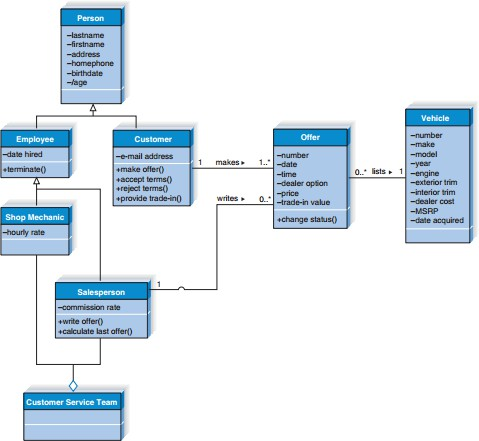 Person
–lastname
–firstname
–address
–homephone
–birthdate
–/age
Employee
–date hired
+terminate()
Customer
–e-mail address
+make offer()
+accept terms()
+reject terms()
+provide trade-in()
1 makes ▸ 1..*
Offer
–number
–date
–time
–dealer option
–price
–trade-in value
+change status()
0..* lists ▸ 1
Vehicle
–number
–make
–model
–year
–engine
–exterior trim
–interior trim
–dealer cost
–MSRP
–date acquired
writes ▸ 0..*
Shop Mechanic
–hourly rate
1
Salesperson
–commission rate
+write offer()
+calculate last offer()
Customer Service Team